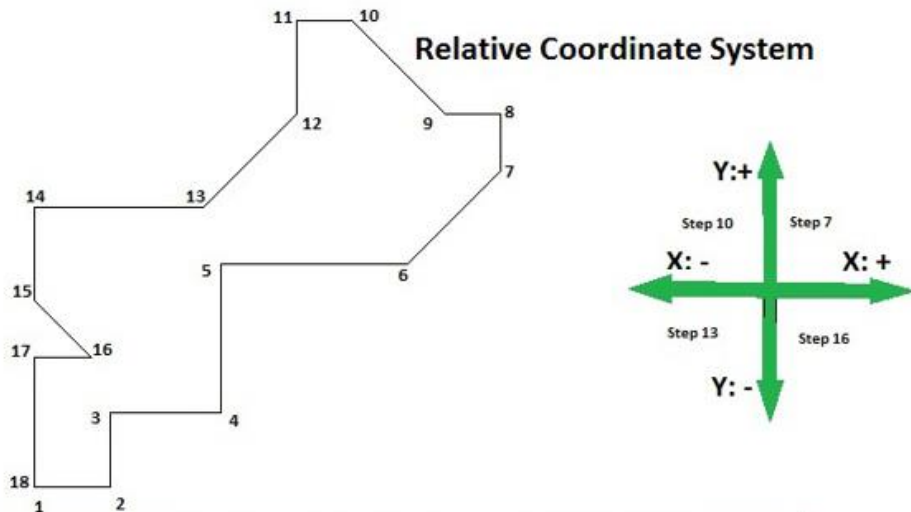 11
10
Relative Coordinate System
12
9
8
7
Y:+
Step 10
Step 7
14
13
5
6
X: -
X: +
15
Step 13
Step 16
17
16
Y: -
3
4
18
1
2